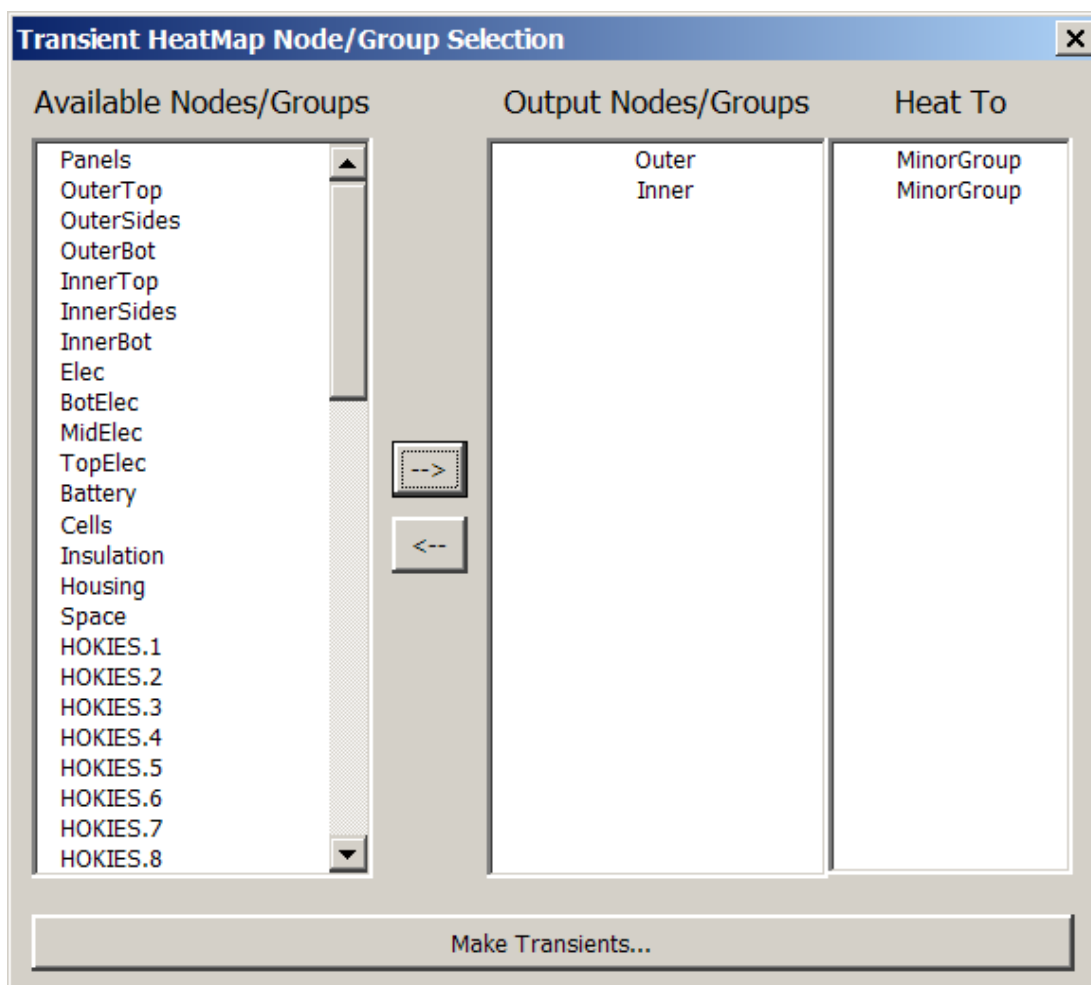 Transient HeatMap Node/Group Selection
Available Nodes/Groups
Output Nodes/Groups
Heat To
Panels
OuterTop
OuterSides
OuterBot
InnerTop
InnerSides
InnerBot
Elec
BotElec
MidElec
TopElec
Battery
Cells
Insulation
Housing
Space
HOKIES.1
HOKIES.2
HOKIES.3
HOKIES.4
HOKIES.5
HOKIES.6
HOKIES.7
HOKIES.8
-->
<--
Outer
Inner
MinorGroup
MinorGroup
Make Transients...